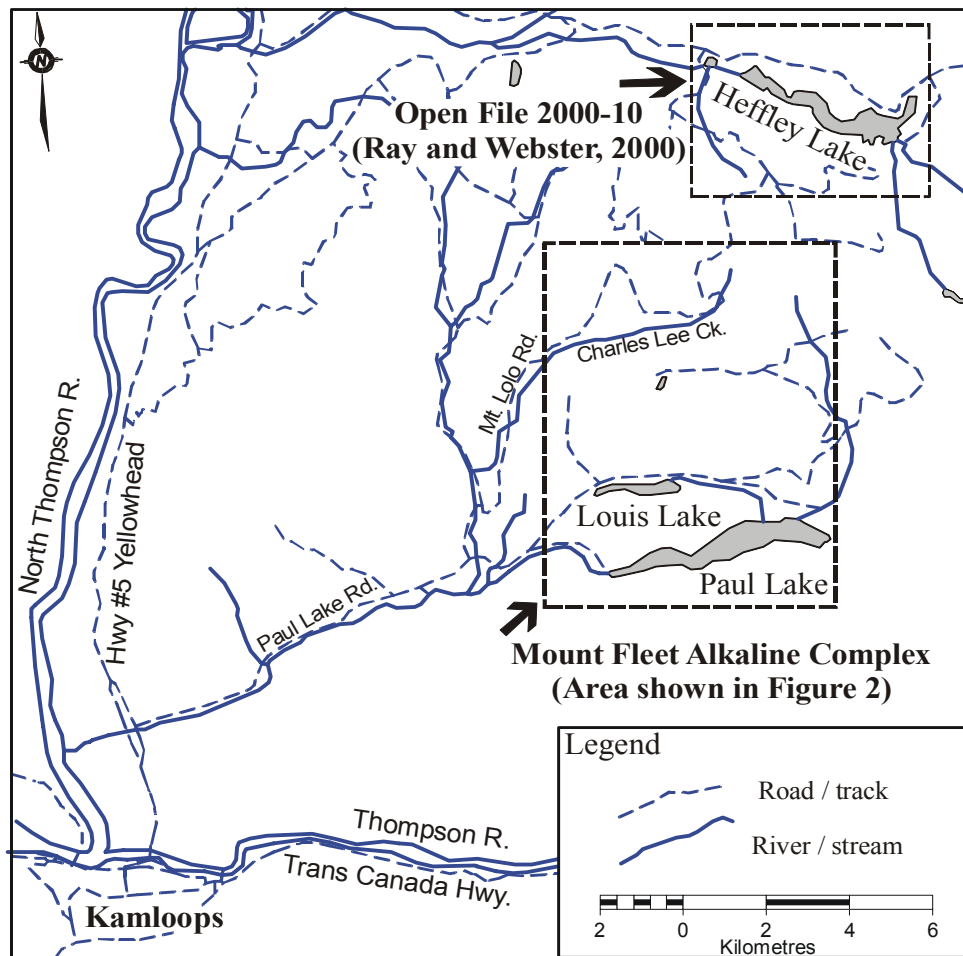 N
Open File 2000-10
(Ray and Webster, 2000)
Heffley Lake
North Thompson R.
Hwy #5 Yellowhead
Mt. Lolo Rd.
Charles Lee Ck.
Louis Lake
Paul Lake
Paul Lake Rd.
Mount Fleet Alkaline Complex
(Area shown in Figure 2)
Thompson R.
Trans Canada Hwy.
Kamloops
Legend
Road / track
River / stream
2 0 2 4 6
Kilometres